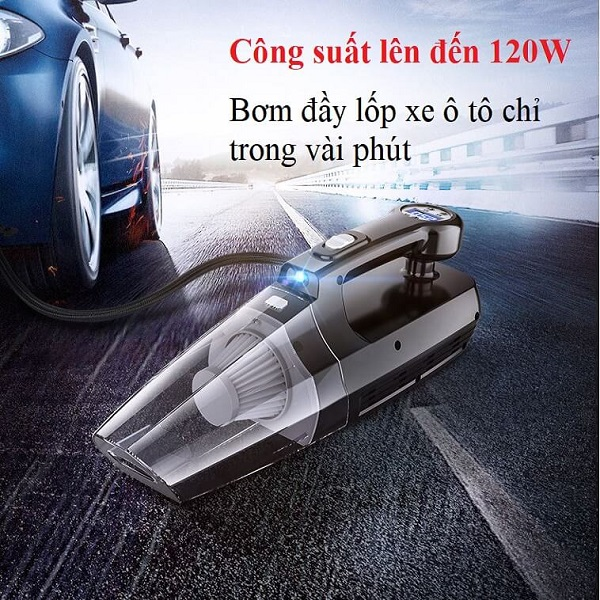 Công suất lên đến 120W
Bơm đầy lốp xe ô tô chỉ
trong vài phút